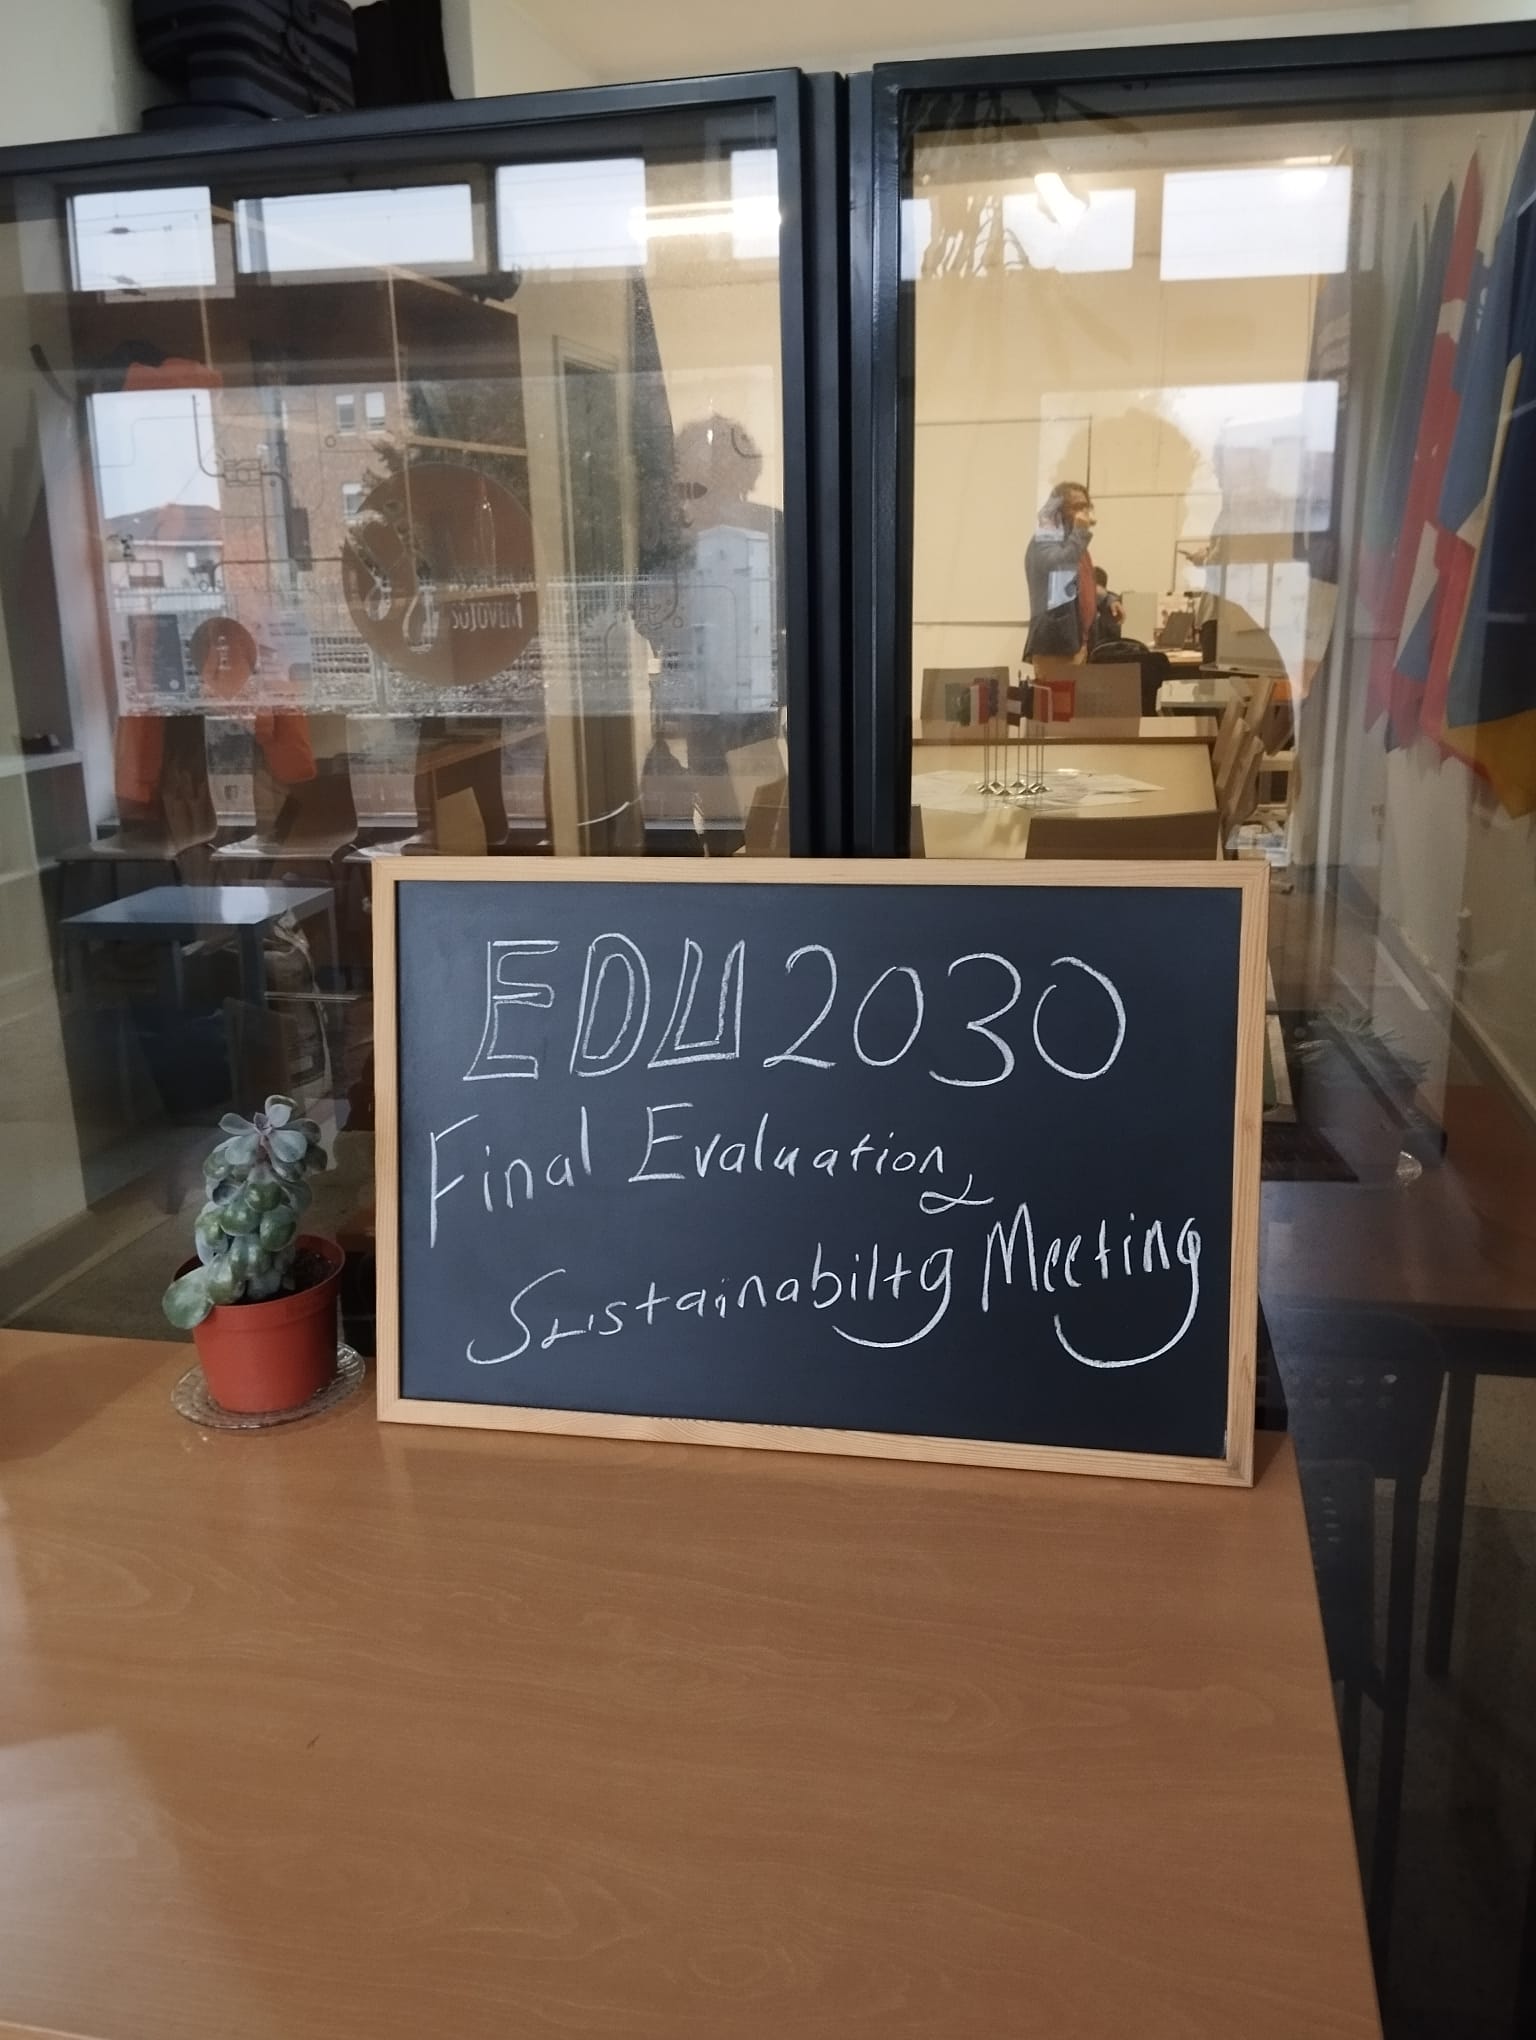 EDU2030
Final Evaluation
&
Sustainabiltg Meeting